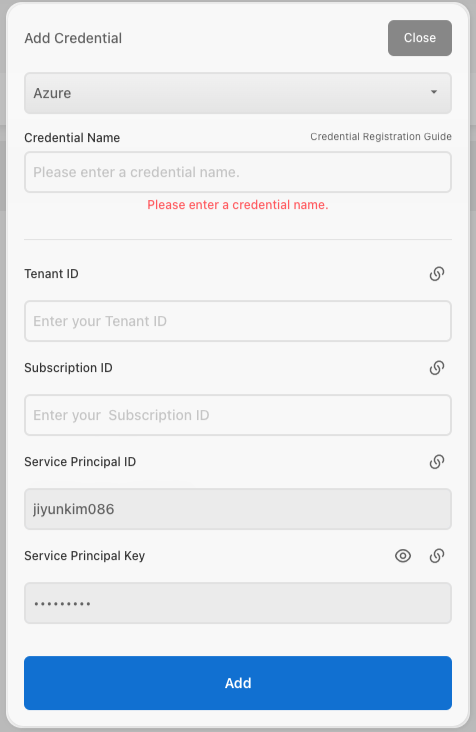 Add Credential
Close
Azure
Credential Name
Credential Registration Guide
Please enter a credential name.
Please enter a credential name.
Tenant ID
Enter your Tenant ID
Subscription ID
Enter your  Subscription ID
Service Principal ID
jiyunkim086
Service Principal Key
•••••••••
Add